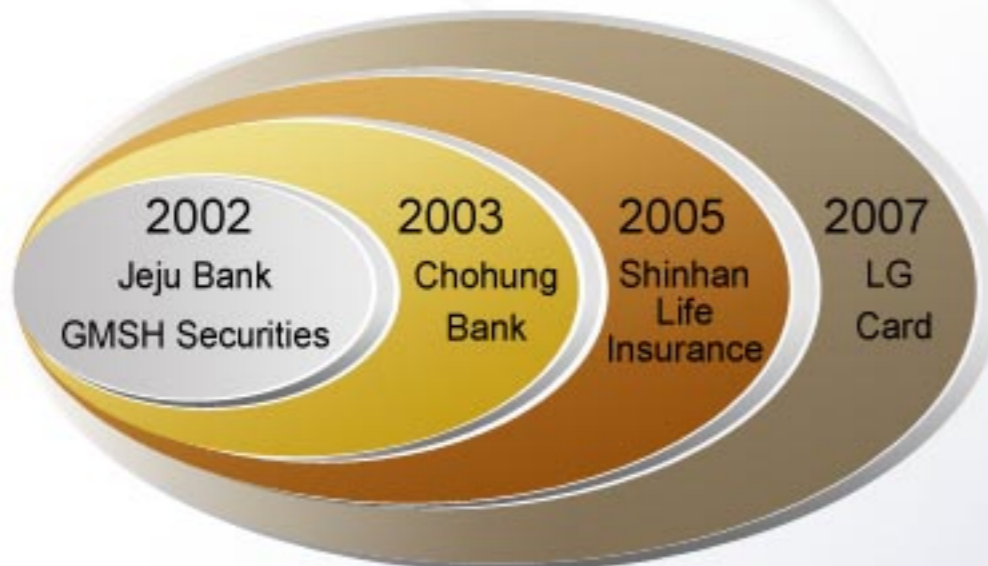 2002
Jeju Bank
GMSH Securities
2003
Chohung
Bank
2005
Shinhan
Life
Insurance
2007
LG
Card